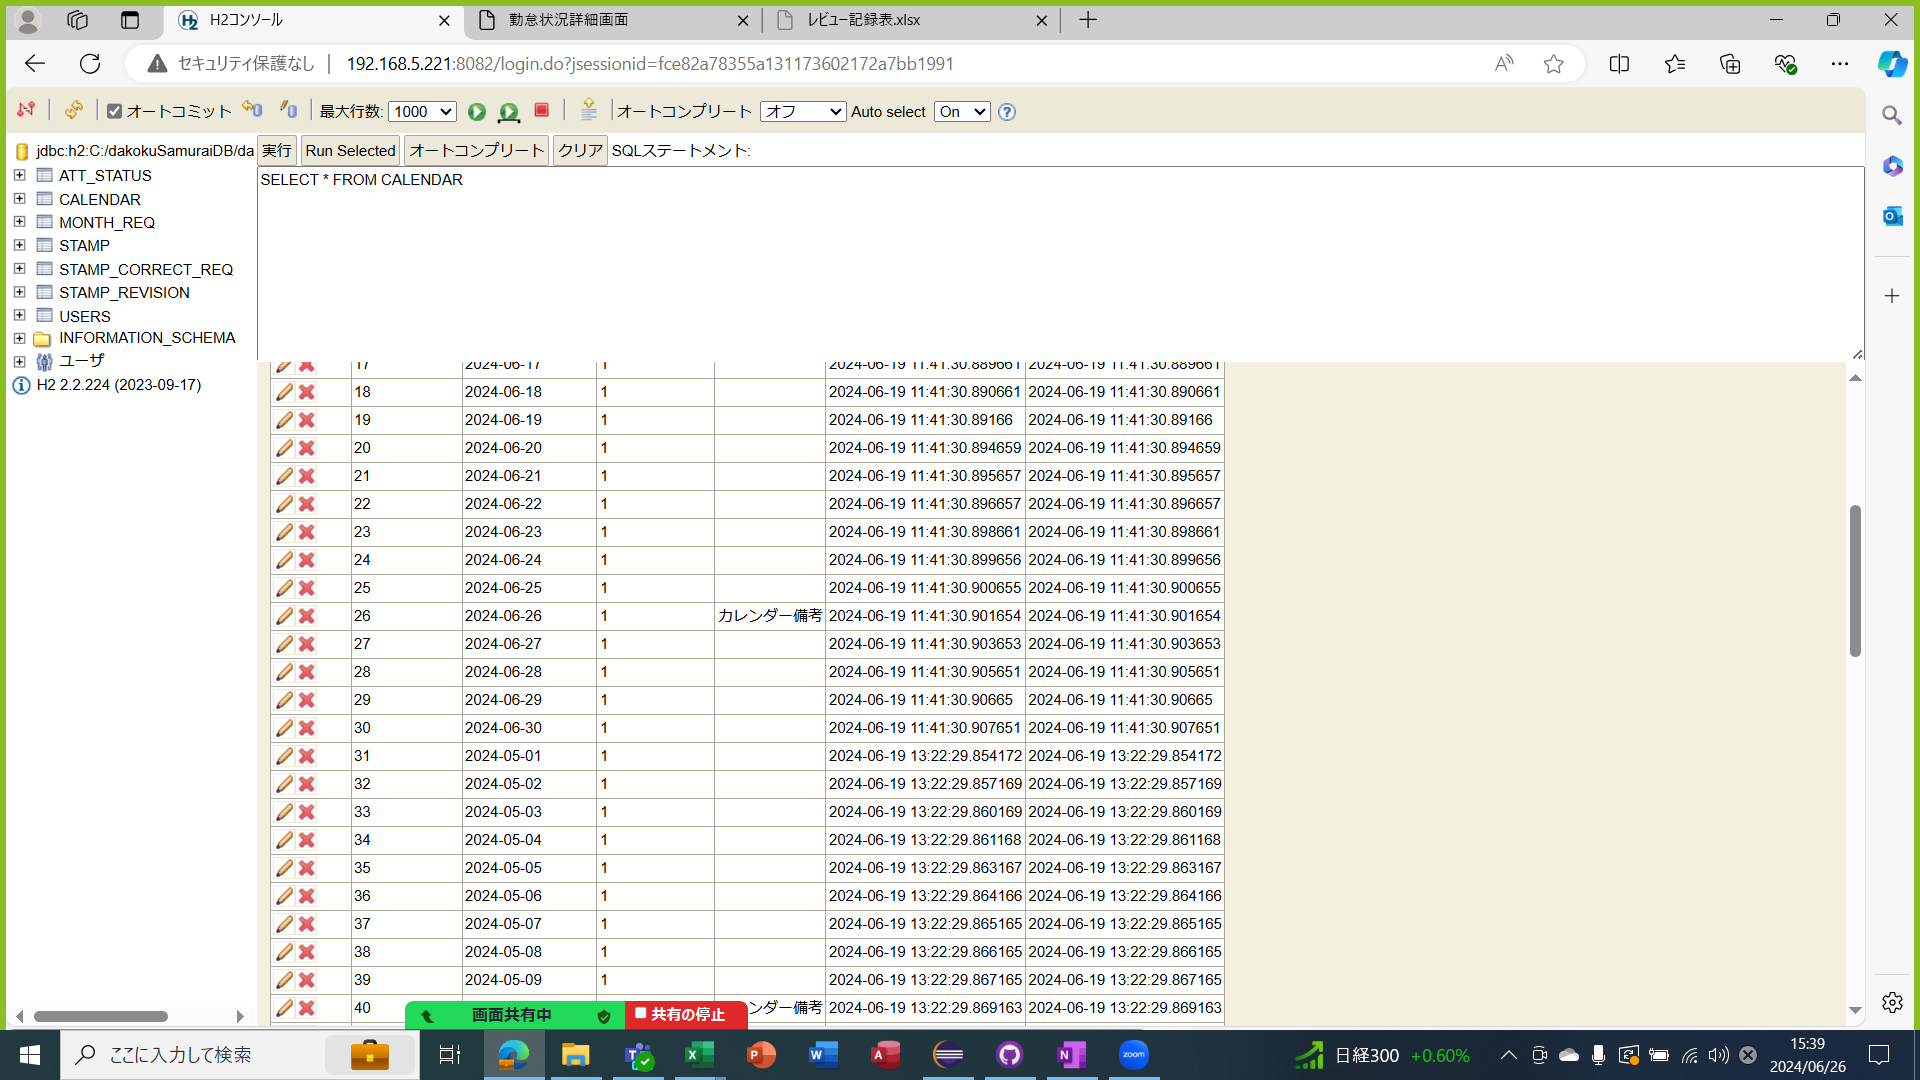 H2コンソール
勤怠状況詳細画面
レビュー記録表.xlsx
セキュリティ保護なし
192.168.5.221:8082/login.do?jsessionid=fce82a78355a131173602172a7bb1991
オートコミット
最大行数: 1000
オートコンプリート オフ
Auto select On
jdbc:h2:C:/dakokuSamuraiDB/da
ATT_STATUS
CALENDAR
MONTH_REQ
STAMP
STAMP_CORRECT_REQ
STAMP_REVISION
USERS
INFORMATION_SCHEMA
ユーザ
H2 2.2.224 (2023-09-17)
実行 Run Selected オートコンプリート クリア SQLステートメント:
SELECT * FROM CALENDAR
17 2024-06-17 1 2024-06-19 11:41:30.889661 2024-06-19 11:41:30.889661
18 2024-06-18 1 2024-06-19 11:41:30.890661 2024-06-19 11:41:30.890661
19 2024-06-19 1 2024-06-19 11:41:30.89166 2024-06-19 11:41:30.89166
20 2024-06-20 1 2024-06-19 11:41:30.894659 2024-06-19 11:41:30.894659
21 2024-06-21 1 2024-06-19 11:41:30.895657 2024-06-19 11:41:30.895657
22 2024-06-22 1 2024-06-19 11:41:30.896657 2024-06-19 11:41:30.896657
23 2024-06-23 1 2024-06-19 11:41:30.898661 2024-06-19 11:41:30.898661
24 2024-06-24 1 2024-06-19 11:41:30.899656 2024-06-19 11:41:30.899656
25 2024-06-25 1 2024-06-19 11:41:30.900655 2024-06-19 11:41:30.900655
26 2024-06-26 1 カレンダー備考 2024-06-19 11:41:30.901654 2024-06-19 11:41:30.901654
27 2024-06-27 1 2024-06-19 11:41:30.903653 2024-06-19 11:41:30.903653
28 2024-06-28 1 2024-06-19 11:41:30.905651 2024-06-19 11:41:30.905651
29 2024-06-29 1 2024-06-19 11:41:30.90665 2024-06-19 11:41:30.90665
30 2024-06-30 1 2024-06-19 11:41:30.907651 2024-06-19 11:41:30.907651
31 2024-05-01 1 2024-06-19 13:22:29.854172 2024-06-19 13:22:29.854172
32 2024-05-02 1 2024-06-19 13:22:29.857169 2024-06-19 13:22:29.857169
33 2024-05-03 1 2024-06-19 13:22:29.860169 2024-06-19 13:22:29.860169
34 2024-05-04 1 2024-06-19 13:22:29.861168 2024-06-19 13:22:29.861168
35 2024-05-05 1 2024-06-19 13:22:29.863167 2024-06-19 13:22:29.863167
36 2024-05-06 1 2024-06-19 13:22:29.864166 2024-06-19 13:22:29.864166
37 2024-05-07 1 2024-06-19 13:22:29.865165 2024-06-19 13:22:29.865165
38 2024-05-08 1 2024-06-19 13:22:29.866165 2024-06-19 13:22:29.866165
39 2024-05-09 1 2024-06-19 13:22:29.867165 2024-06-19 13:22:29.867165
40 ンダー備考 2024-06-19 13:22:29.869163 2024-06-19 13:22:29.869163
画面共有中 共有の停止
ここに入力して検索
zoom
日経300 +0.60%
15:39
2024/06/26